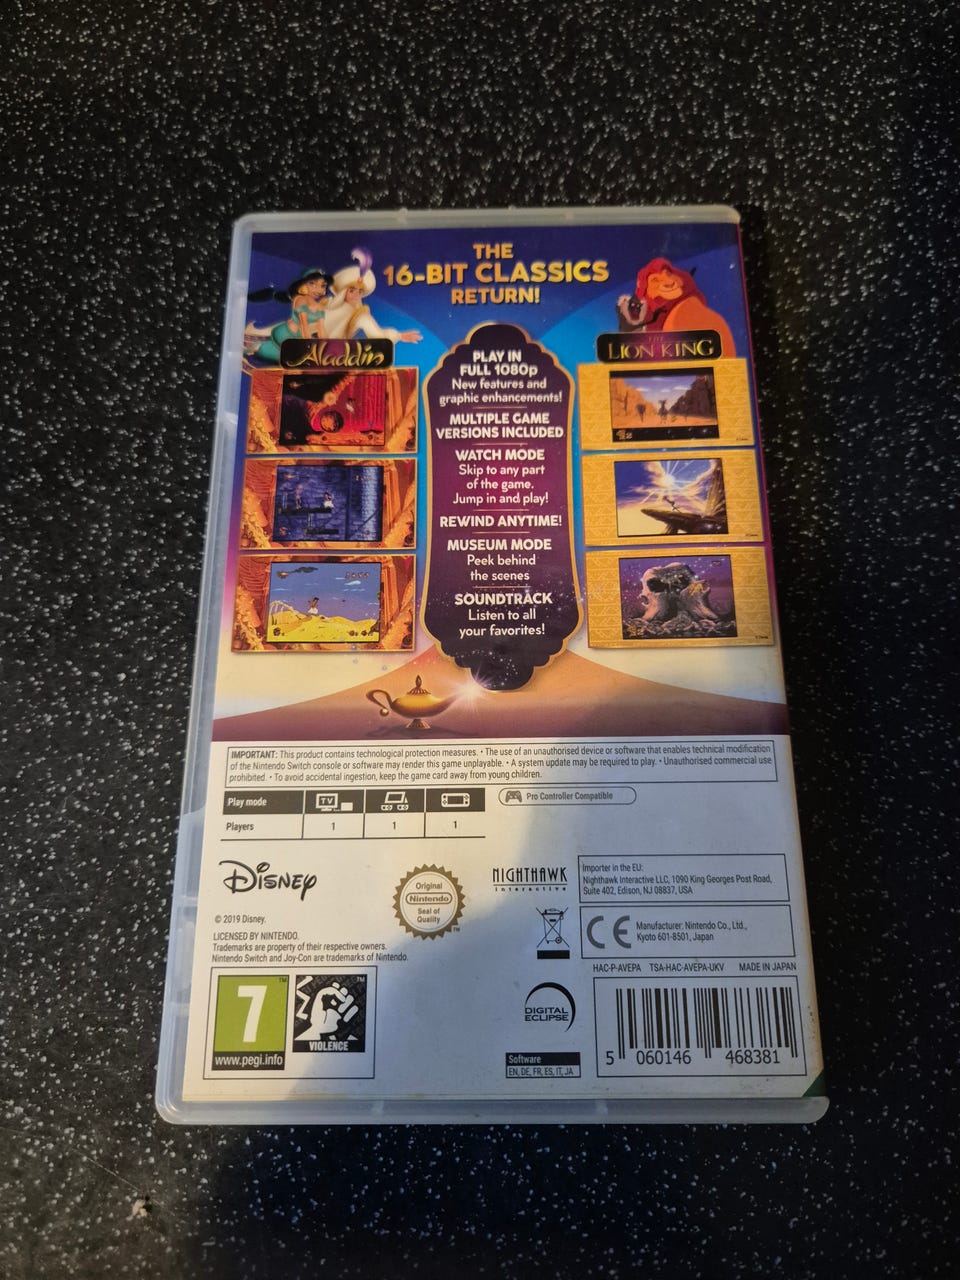 THE
16-BIT CLASSICS
RETURN!
Aladdin
THE
LION KING
PLAY IN
FULL 1080p
New features and
graphic enhancements!
MULTIPLE GAME
VERSIONS INCLUDED
WATCH MODE
Skip to any part
of the game.
Jump in and play!
REWIND ANYTIME!
MUSEUM MODE
Peek behind
the scenes
SOUNDTRACK
Listen to all
your favorites!
IMPORTANT: This product contains technological protection measures. • The use of an unauthorised device or software that enables technical modification
of the Nintendo Switch console or software may render this game unplayable. • A system update may be required to play. • Unauthorised commercial use
prohibited. • To avoid accidental ingestion, keep the game card away from young children.
Play mode
TV
Pro Controller Compatible
Players 1 1 1
Disney
Original
Nintendo
Seal of
Quality
TM
NIGHTHAWK
interactive
Importer in the EU:
Nighthawk Interactive LLC, 1090 King Georges Post Road,
Suite 402, Edison, NJ 08837, USA
CE
Manufacturer: Nintendo Co., Ltd.,
Kyoto 601-8501, Japan
© 2019 Disney.
LICENSED BY NINTENDO.
Trademarks are property of their respective owners.
Nintendo Switch and Joy-Con are trademarks of Nintendo.
HAC-P-AVEPA TSA-HAC-AVEPA-UKV MADE IN JAPAN
7
TM
www.pegi.info
TM
VIOLENCE
DIGITAL
ECLIPSE
Software
EN, DE, FR, ES, IT, JA
5 060146 468381